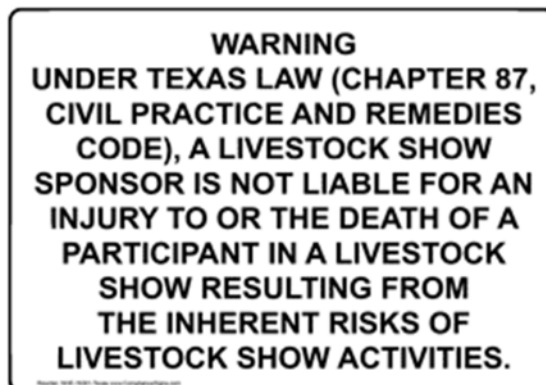 WARNING
UNDER TEXAS LAW (CHAPTER 87,
CIVIL PRACTICE AND REMEDIES
CODE), A LIVESTOCK SHOW
SPONSOR IS NOT LIABLE FOR AN
INJURY TO OR THE DEATH OF A
PARTICIPANT IN A LIVESTOCK
SHOW RESULTING FROM
THE INHERENT RISKS OF
LIVESTOCK SHOW ACTIVITIES.